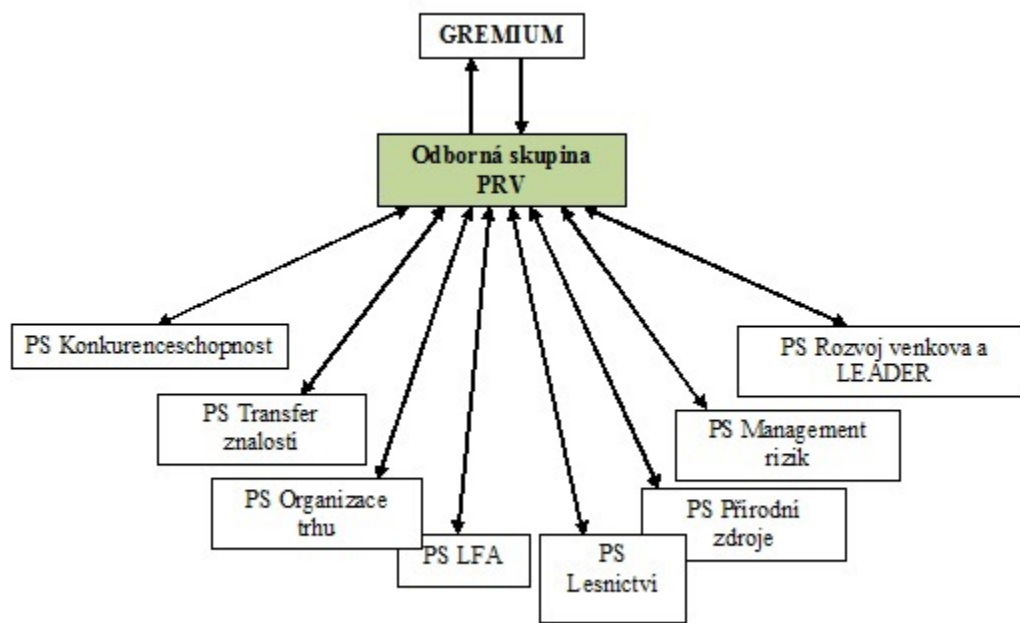 GREMIUM
Odborná skupina
PRV
PS Konkurenceschopnost
PS Rozvoj venkova a
LEADER
PS Transfer
znalostí
PS Management
rizik
PS Organizace
trhu
PS Přírodní
zdroje
PS LFA
PS
Lesnictví